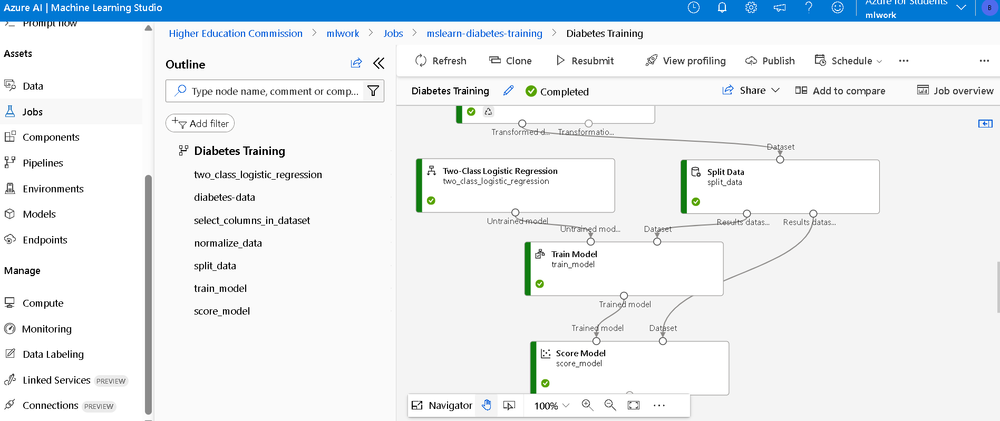 Azure AI | Machine Learning Studio
Azure for Students
mlwork
B
Prompt flow
Assets
Data
Jobs
Components
Pipelines
Environments
Models
Endpoints
Manage
Compute
Monitoring
Data Labeling
Linked Services PREVIEW
Connections PREVIEW
Higher Education Commission > mlwork > Jobs > mslearn-diabetes-training > Diabetes Training
Outline
Type node name, comment or comp...
Add filter
Diabetes Training
two_class_logistic_regression
diabetes-data
select_columns_in_dataset
normalize_data
split_data
train_model
score_model
Refresh Clone Resubmit View profiling Publish Schedule ... ...
Diabetes Training Completed Share Add to compare Job overview
Transformed d... Transformatio...
Dataset
Two-Class Logistic Regression
two_class_logistic_regression
Split Data
split_data
Untrained model
Results datas... Results datas...
Untrained mod... Dataset
Train Model
train_model
Trained model
Trained model Dataset
Score Model
score_model
Navigator 100% ...